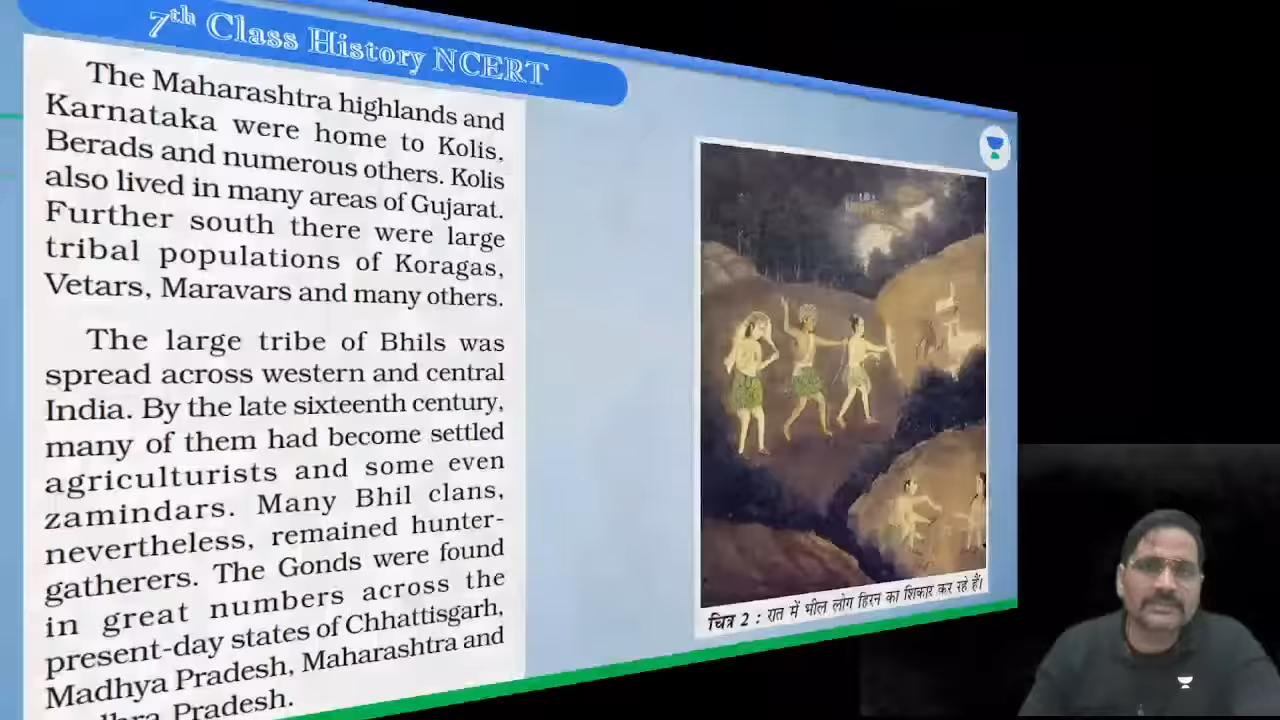 7th Class History NCERT
The Maharashtra highlands and
Karnataka were home to Kolis,
Berads and numerous others. Kolis
also lived in many areas of Gujarat.
Further south there were large
tribal populations of Koragas,
Vetars, Maravars and many others.
The large tribe of Bhils was
spread across western and central
India. By the late sixteenth century,
many of them had become settled
agriculturists and some even
zamindars. Many Bhil clans,
nevertheless, remained hunter-
gatherers. The Gonds were found
in great numbers across the
present-day states of Chhattisgarh,
Madhya Pradesh, Maharashtra and
Pradesh.
चित्र 2 : रात में भील लोग हिरन का शिकार कर रहे हैं।